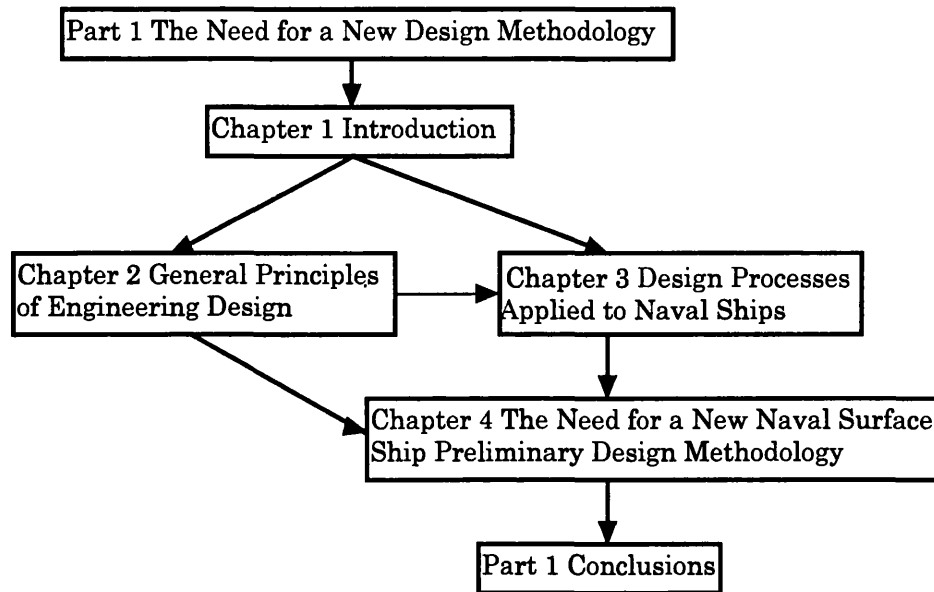 Part 1 The Need for a New Design Methodology
Chapter 1 Introduction
Chapter 2 General Principles
of Engineering Design
Chapter 3 Design Processes
Applied to Naval Ships
Chapter 4 The Need for a New Naval Surface
Ship Preliminary Design Methodology
Part 1 Conclusions